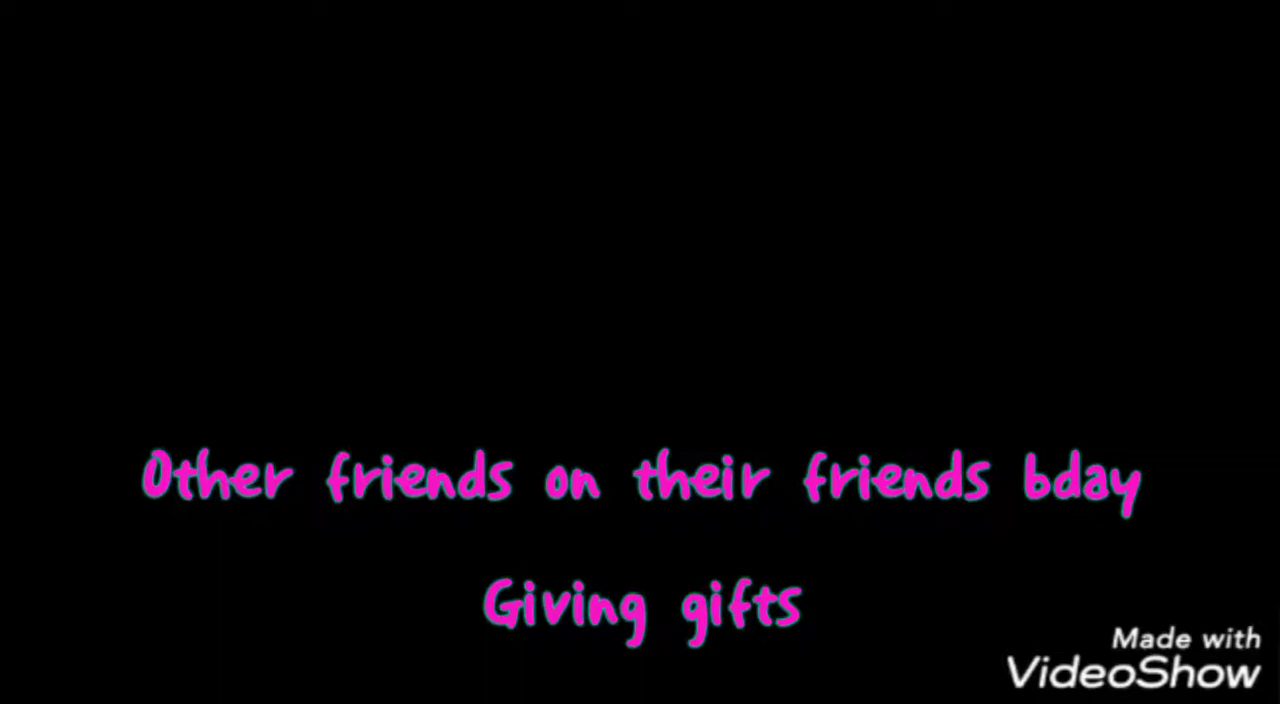 Other friends on their friends bday
Giving gifts
Made with
VideoShow